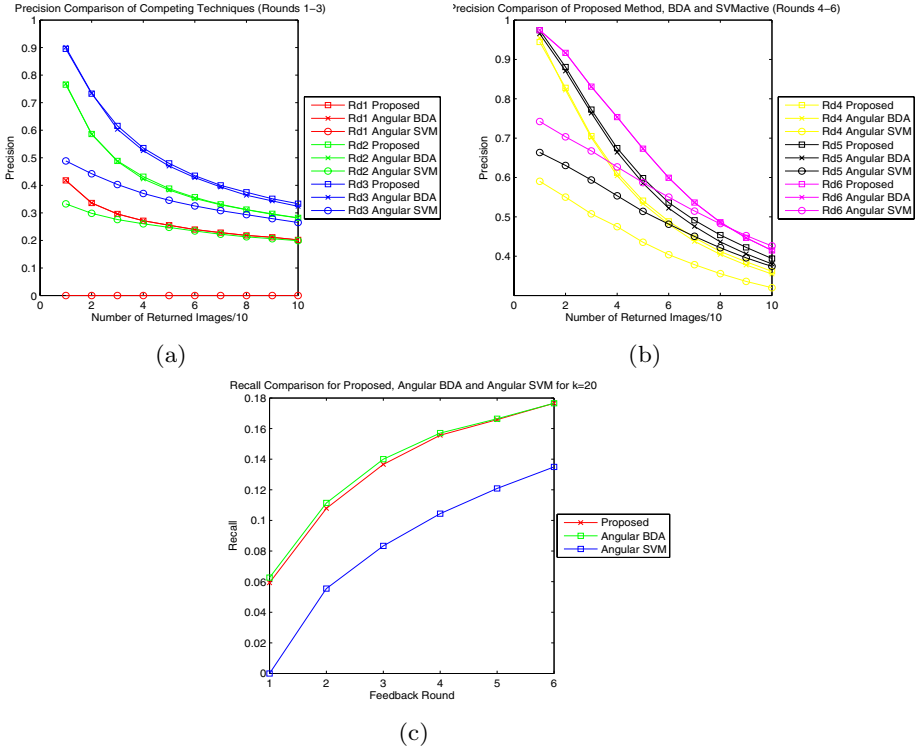 Precision Comparison of Competing Techniques (Rounds 1−3)
1
0.9
0.8
0.7
0.6
0.5
0.4
0.3
0.2
0.1
0
Precision
2
4
6
8
10
Number of Returned Images/10
Rd1 Proposed
Rd1 Angular BDA
Rd1 Angular SVM
Rd2 Proposed
Rd2 Angular BDA
Rd2 Angular SVM
Rd3 Proposed
Rd3 Angular BDA
Rd3 Angular SVM
(a)
Precision Comparison of Proposed Method, BDA and SVMactive (Rounds 4−6)
1
0.9
0.8
0.7
0.6
0.5
0.4
Precision
0
2
4
6
8
10
Number of Returned Images/10
Rd4 Proposed
Rd4 Angular BDA
Rd4 Angular SVM
Rd5 Proposed
Rd5 Angular BDA
Rd5 Angular SVM
Rd6 Proposed
Rd6 Angular BDA
Rd6 Angular SVM
(b)
Recall Comparison for Proposed, Angular BDA and Angular SVM for k=20
0.18
0.16
0.14
0.12
0.1
0.08
0.06
0.04
0.02
0
Recall
1
2
3
4
5
6
Feedback Round
Proposed
Angular BDA
Angular SVM
(c)